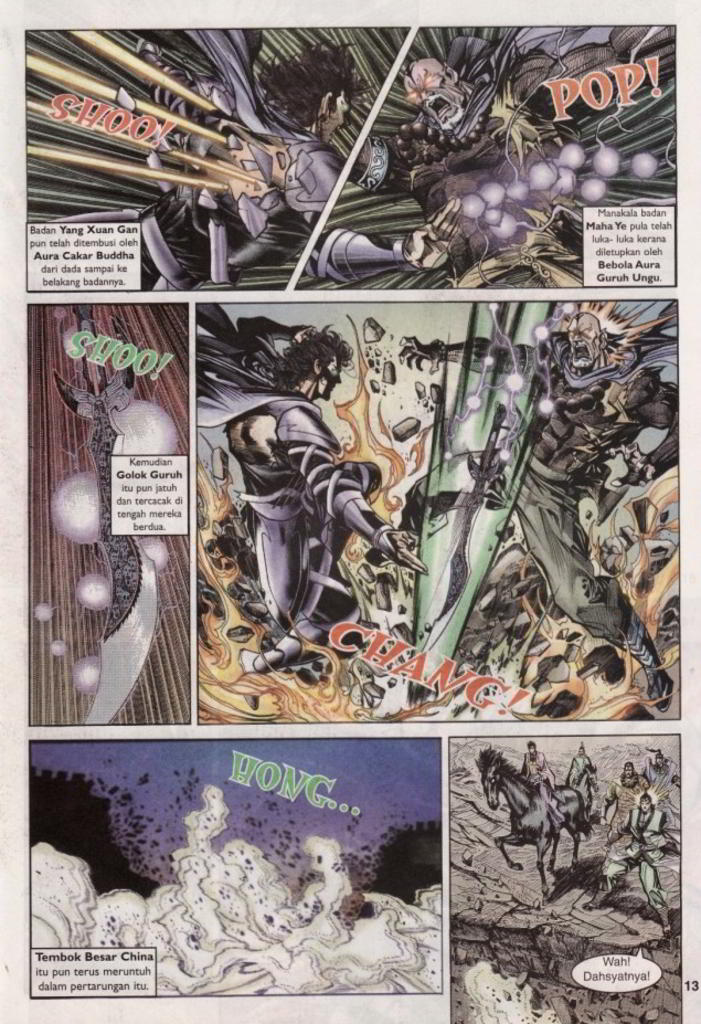 SHOO!
Badan Yang Xuan Gan
pun telah ditembusi oleh
Aura Cakar Buddha
dari dada sampai ke
belakang badannya.
POP!
Manakala badan
Maha Ye pula telah
luka- luka kerana
diletupkan oleh
Bebola Aura
Guruh Ungu.
SHOO!
Kemudian
Golok Guruh
itu pun jatuh
dan tercacak di
tengah mereka
berdua.
CHANG!
HONG...
Tembok Besar China
itu pun terus meruntuh
dalam pertarungan itu.
Wah!
Dahsyatnya!
13